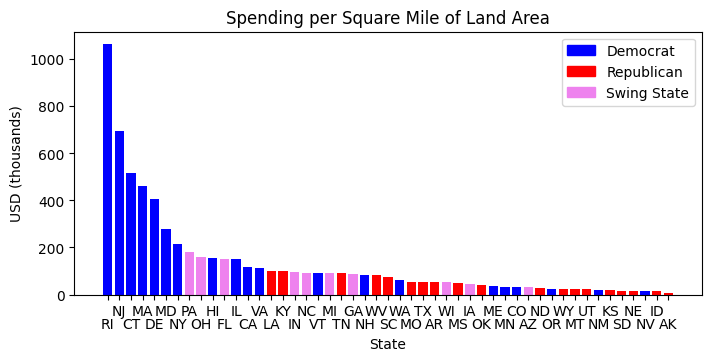 Spending per Square Mile of Land Area
Democrat
Republican
Swing State
USD (thousands)
1000
800
600
400
200
0
NJ MA MD PA HI IL VA KY NC MI GA WV WA TX WI IA ME CO ND WY UT KS NE ID
RI CT DE NY OH FL CA LA IN VT TN NH SC MO AR MS OK MN AZ OR MT NM SD NV AK
State